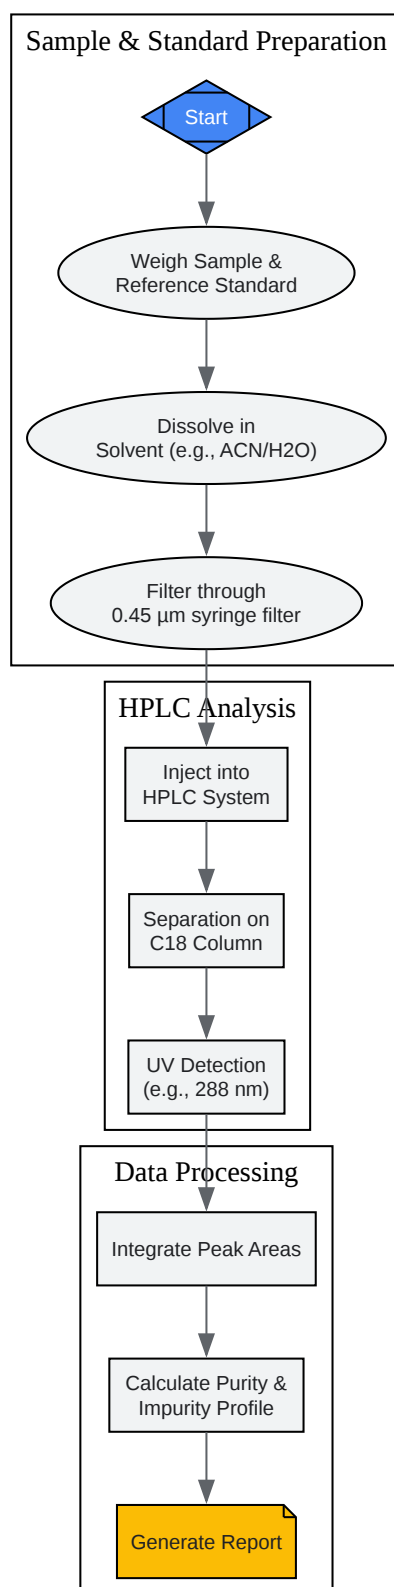 Sample & Standard Preparation
Start
Weigh Sample &
Reference Standard
Dissolve in
Solvent (e.g., ACN/H2O)
Filter through
0.45 µm syringe filter
HPLC Analysis
Inject into
HPLC System
Separation on
C18 Column
UV Detection
(e.g., 288 nm)
Data Processing
Integrate Peak Areas
Calculate Purity &
Impurity Profile
Generate Report